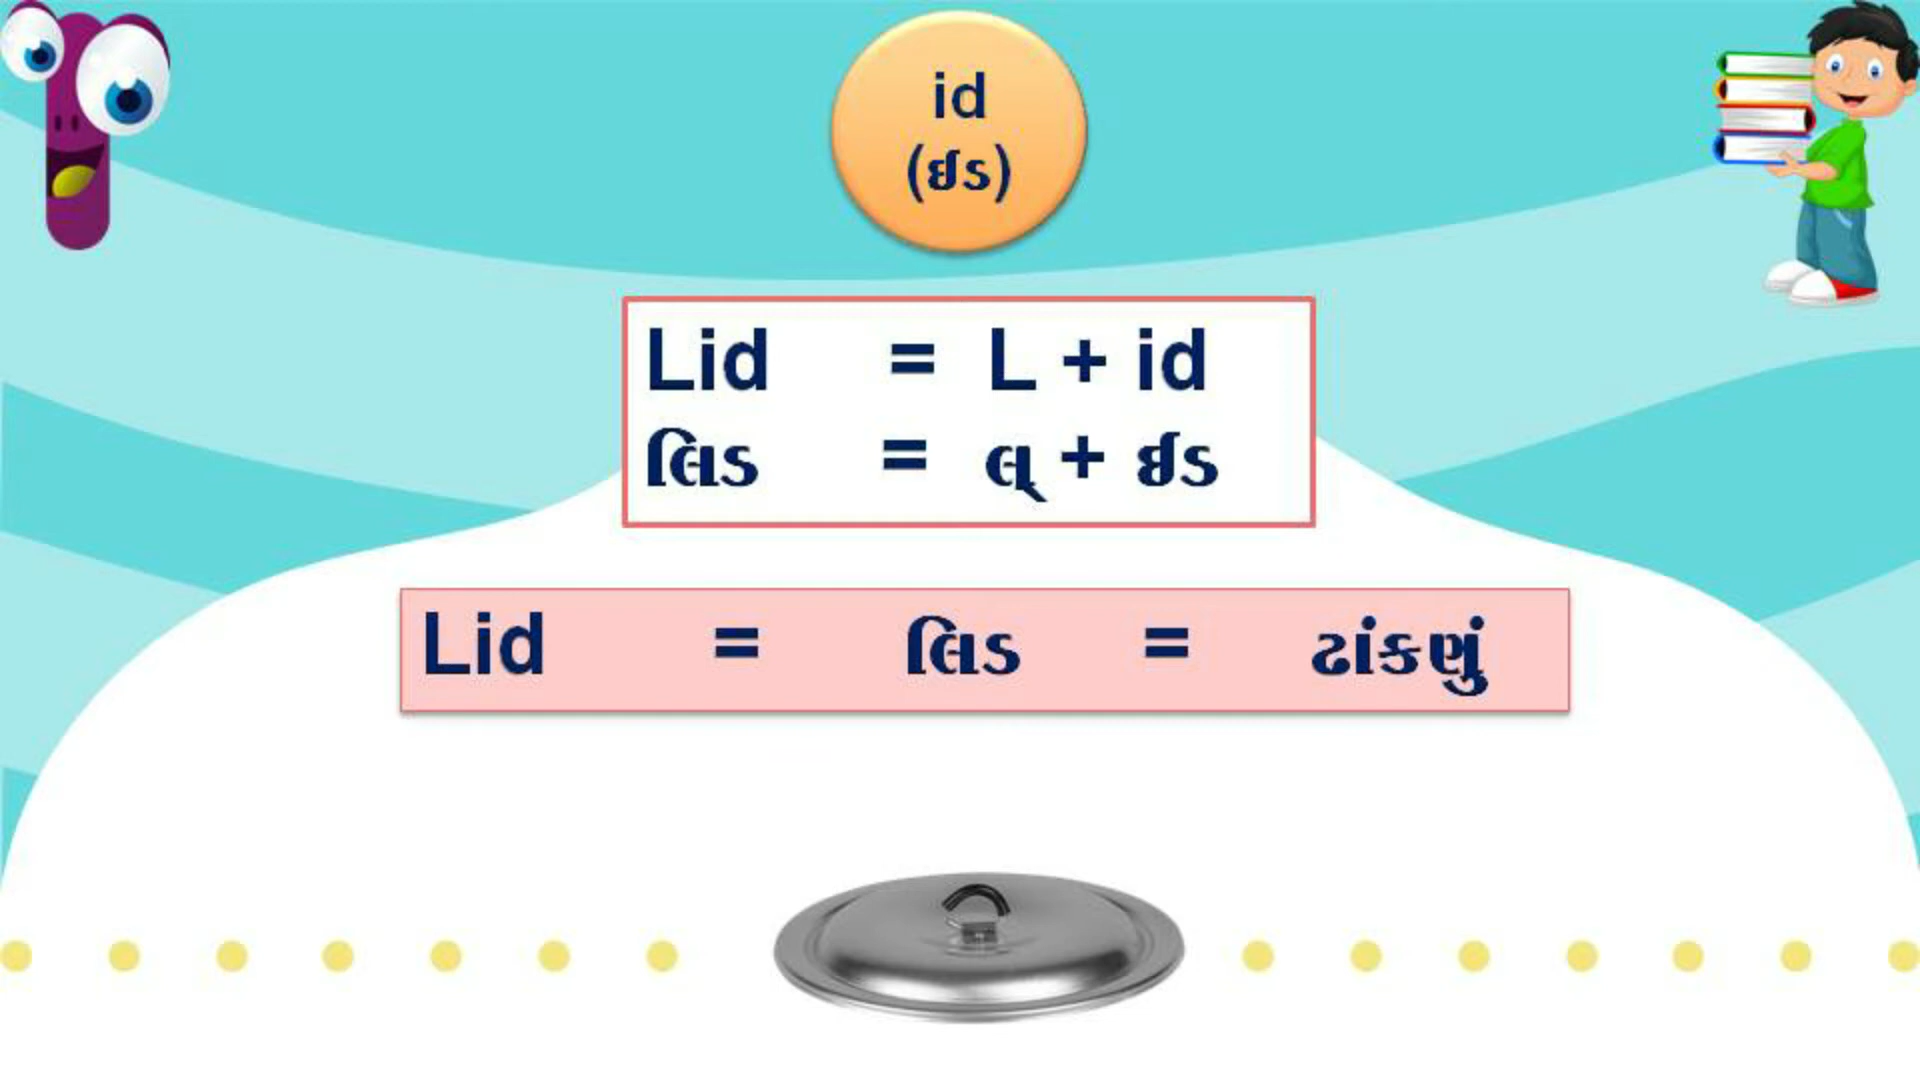 id
(ઈડ)
Lid = L + id
લિડ = લ્ + ઈડ
Lid = લિડ = ઢાંકણું